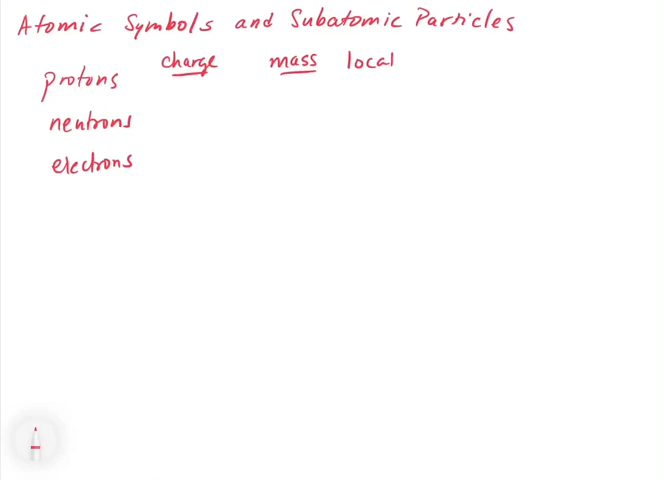 Atomic Symbols and Subatomic Particles
charge mass local
protons
neutrons
electrons